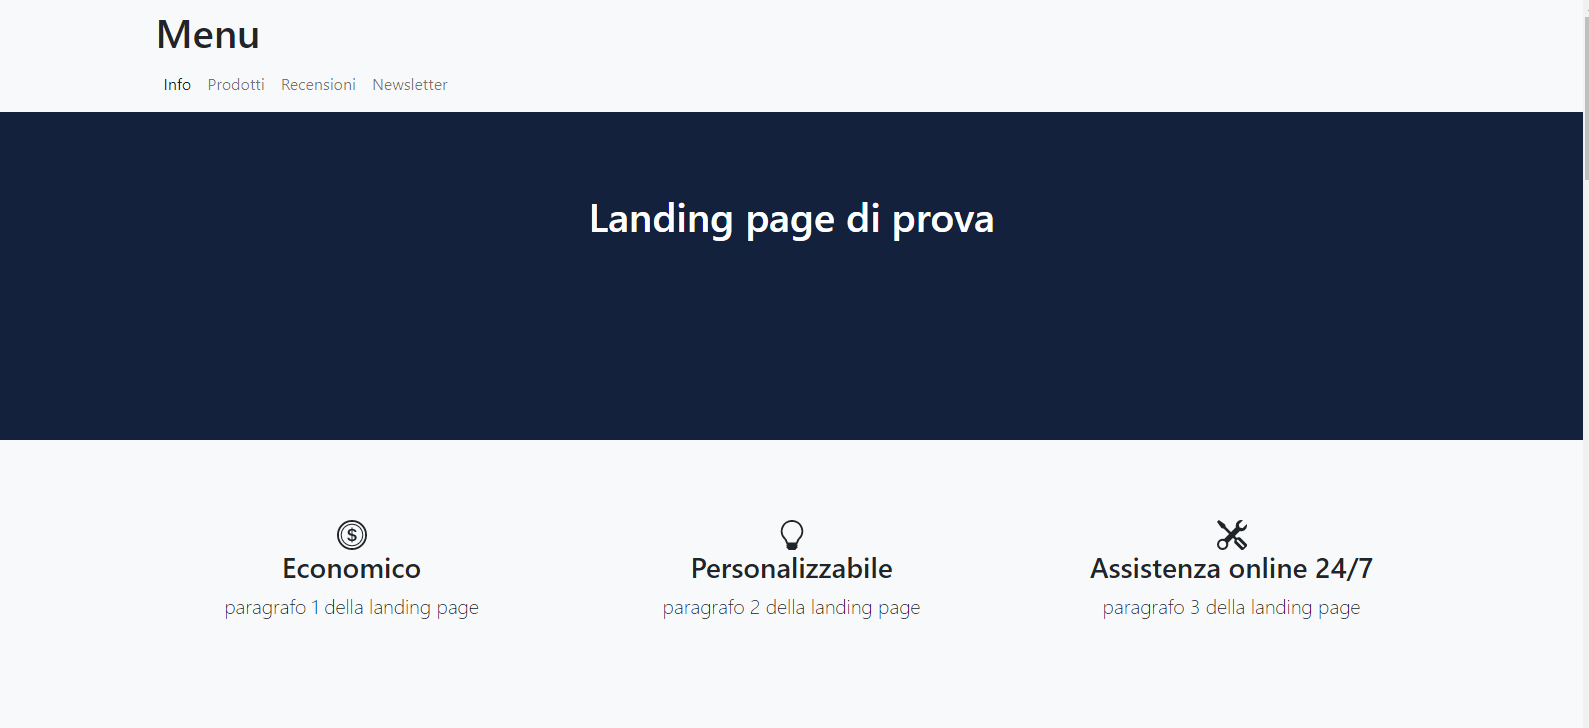 Menu
Info Prodotti Recensioni Newsletter
Landing page di prova
$
Economico
paragrafo 1 della landing page
Personalizzabile
paragrafo 2 della landing page
Assistenza online 24/7
paragrafo 3 della landing page